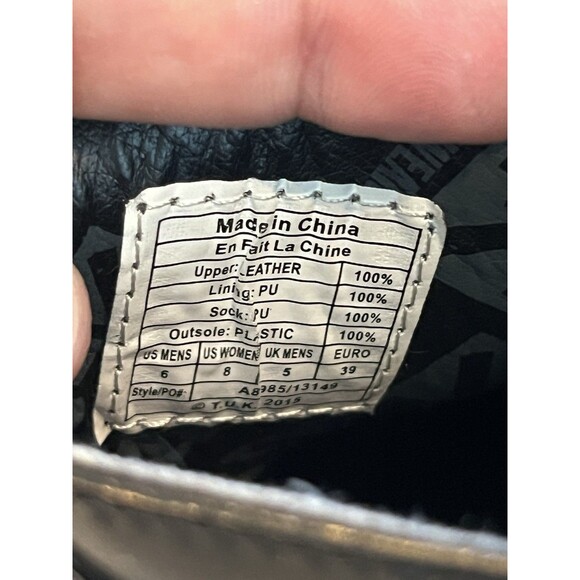 Made in China
En Fait La Chine
Upper: LEATHER 100%
Lining: PU 100%
Sock: PU 100%
Outsole: PLASTIC 100%
US MENS US WOMENS UK MENS EURO
6 8 5 39
Style/PO#: A8985/13149
© T.U.K. 2015